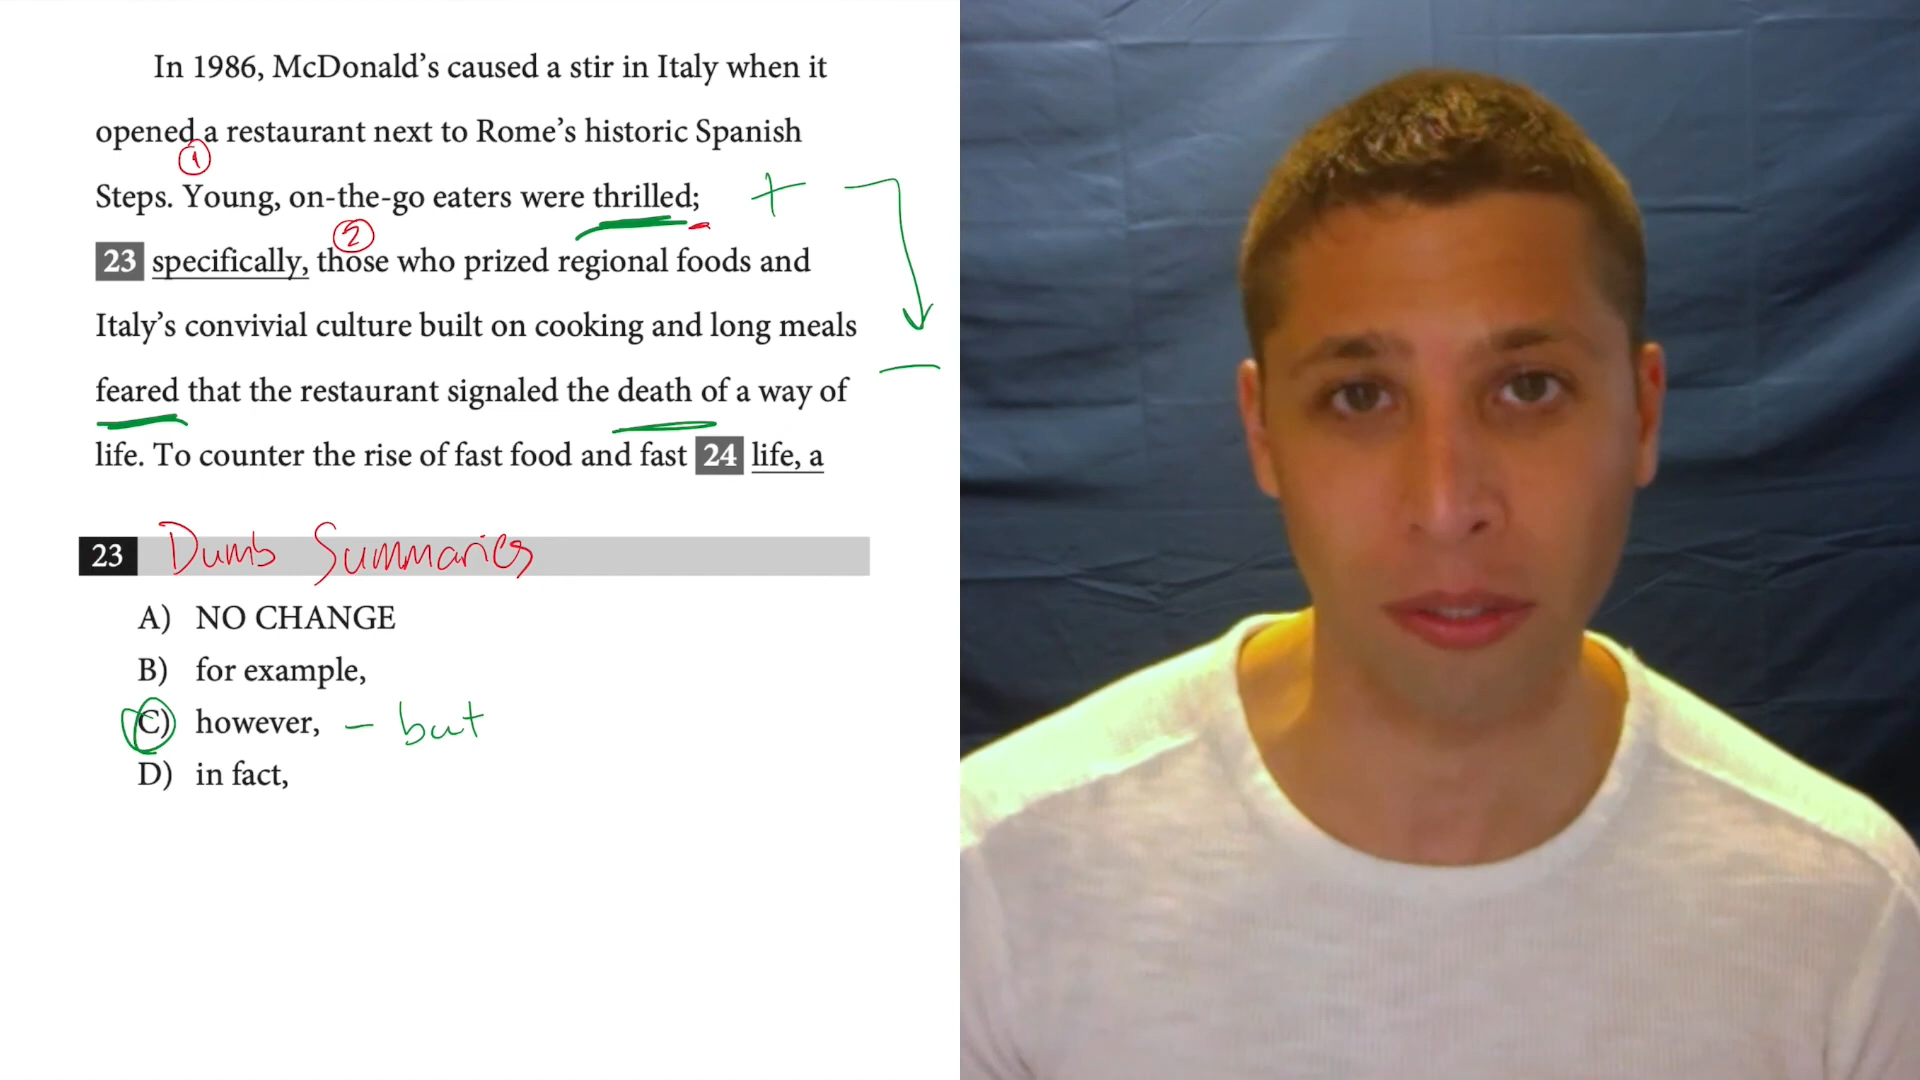 In 1986, McDonald’s caused a stir in Italy when it
opened a restaurant next to Rome’s historic Spanish
1
Steps. Young, on-the-go eaters were thrilled; +
2
23 specifically, those who prized regional foods and
Italy’s convivial culture built on cooking and long meals
feared that the restaurant signaled the death of a way of
life. To counter the rise of fast food and fast 24 life, a
23 Dumb Summaries
A) NO CHANGE
B) for example,
C) however, – but
D) in fact,